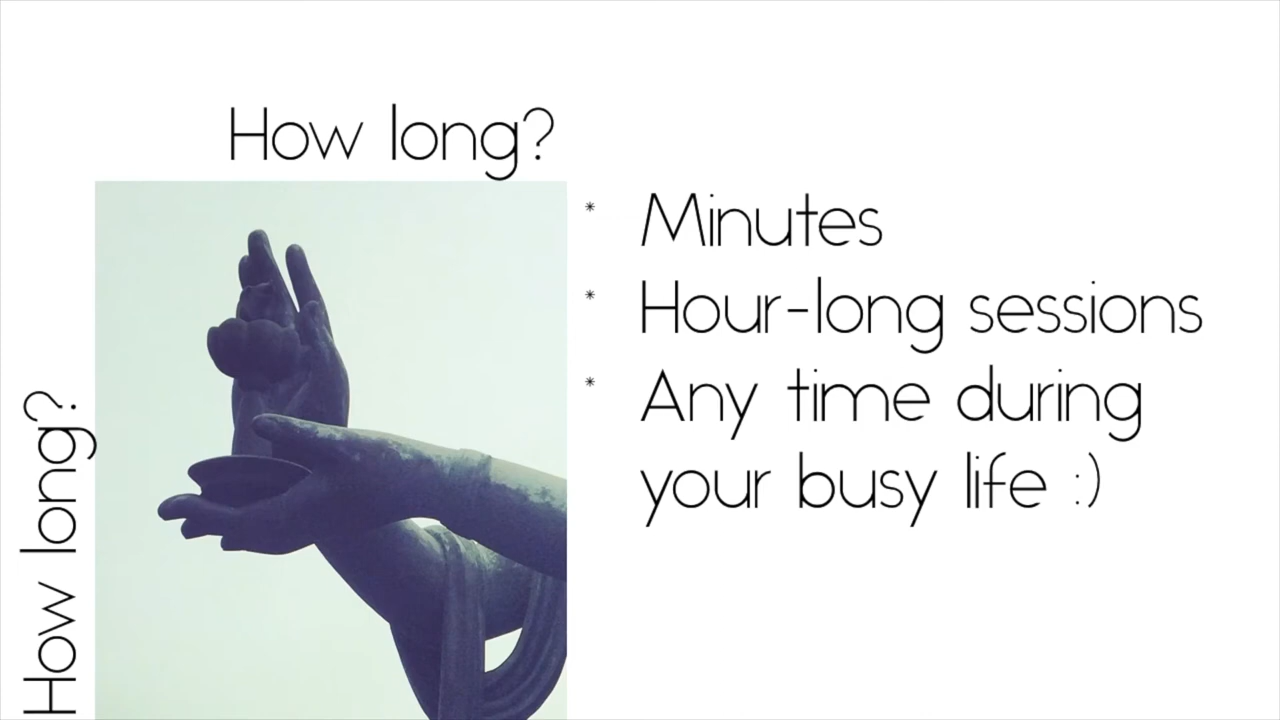 How long?
How long?
* Minutes
* Hour-long sessions
* Any time during
your busy life :)